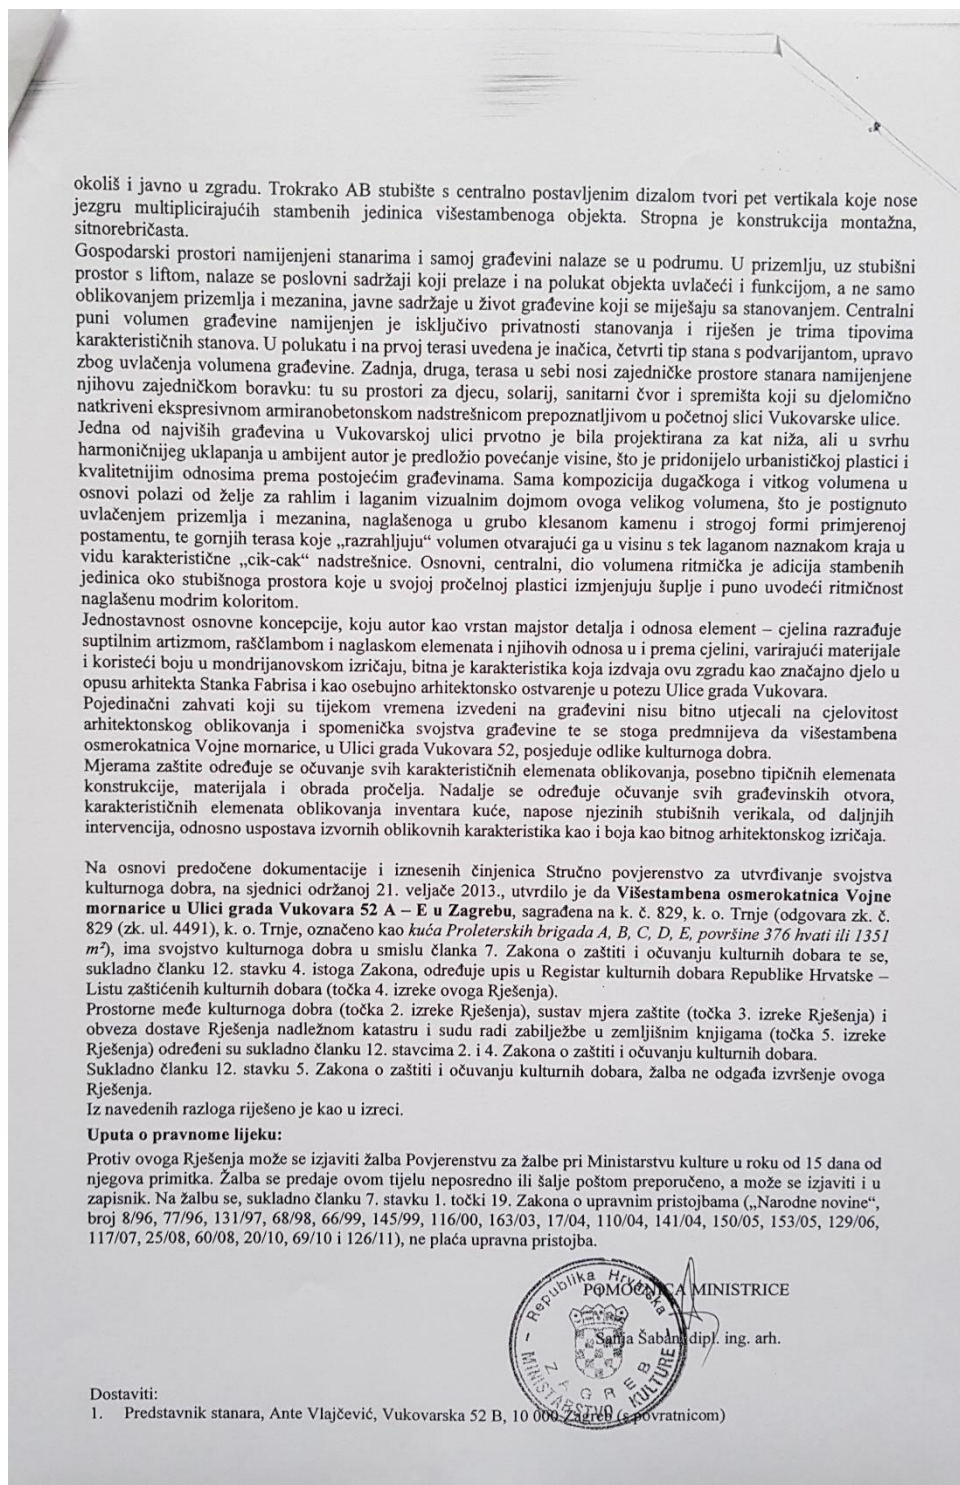 okoliš i javno u zgradu. Trokrako AB stubište s centralno postavljenim dizalom tvori pet vertikala koje nose
jezgru multiplicirajućih stambenih jedinica višestambenoga objekta. Stropna je konstrukcija montažna,
sitnorebričasta.
Gospodarski prostori namijenjeni stanarima i samoj građevini nalaze se u podrumu. U prizemlju, uz stubišni
prostor s liftom, nalaze se poslovni sadržaji koji prelaze i na polukat objekta uvlačeći i funkcijom, a ne samo
oblikovanjem prizemlja i mezanina, javne sadržaje u život građevine koji se miješaju sa stanovanjem. Centralni
puni volumen građevine namijenjen je isključivo privatnosti stanovanja i riješen je trima tipovima
karakterističnih stanova. U polukatu i na prvoj terasi uvedena je inačica, četvrti tip stana s podvarijantom, upravo
zbog uvlačenja volumena građevine. Zadnja, druga, terasa u sebi nosi zajedničke prostore stanara namijenjene
njihovu zajedničkom boravku: tu su prostori za djecu, solarij, sanitarni čvor i spremišta koji su djelomično
natkriveni ekspresivnom armiranobetonskom nadstrešnicom prepoznatljivom u početnoj slici Vukovarske ulice.
Jedna od najviših građevina u Vukovarskoj ulici prvotno je bila projektirana za kat niža, ali u svrhu
harmoničnijeg uklapanja u ambijent autor je predložio povećanje visine, što je pridonijelo urbanističkoj plastici i
kvalitetnijim odnosima prema postojećim građevinama. Sama kompozicija dugačkoga i vitkog volumena u
osnovi polazi od želje za rahlim i laganim vizualnim dojmom ovoga velikog volumena, što je postignuto
uvlačenjem prizemlja i mezanina, naglašenoga u grubo klesanom kamenu i strogoj formi primjerenoj
postamentu, te gornjih terasa koje „razrahljuju“ volumen otvarajući ga u visinu s tek laganom naznakom kraja u
vidu karakteristične „cik-cak“ nadstrešnice. Osnovni, centralni, dio volumena ritmička je adicija stambenih
jedinica oko stubišnoga prostora koje u svojoj pročelnoj plastici izmjenjuju šuplje i puno uvodeći ritmičnost
naglašenu modrim koloritom.
Jednostavnost osnovne koncepcije, koju autor kao vrstan majstor detalja i odnosa element – cjelina razrađuje
suptilnim artizmom, raščlambom i naglaskom elemenata i njihovih odnosa u i prema cjelini, varirajući materijale
i koristeći boju u mondrijanovskom izričaju, bitna je karakteristika koja izdvaja ovu zgradu kao značajno djelo u
opusu arhitekta Stanka Fabrisa i kao osebujno arhitektonsko ostvarenje u potezu Ulice grada Vukovara.
Pojedinačni zahvati koji su tijekom vremena izvedeni na građevini nisu bitno utjecali na cjelovitost
arhitektonskog oblikovanja i spomenička svojstva građevine te se stoga predmnijeva da višestambena
osmerokatnica Vojne mornarice, u Ulici grada Vukovara 52, posjeduje odlike kulturnoga dobra.
Mjerama zaštite određuje se očuvanje svih karakterističnih elemenata oblikovanja, posebno tipičnih elemenata
konstrukcije, materijala i obrada pročelja. Nadalje se određuje očuvanje svih građevinskih otvora,
karakterističnih elemenata oblikovanja inventara kuće, napose njezinih stubišnih verikala, od daljnjih
intervencija, odnosno uspostava izvornih oblikovnih karakteristika kao i boja kao bitnog arhitektonskog izričaja.
Na osnovi predočene dokumentacije i iznesenih činjenica Stručno povjerenstvo za utvrđivanje svojstva
kulturnoga dobra, na sjednici održanoj 21. veljače 2013., utvrdilo je da Višestambena osmerokatnica Vojne
mornarice u Ulici grada Vukovara 52 A – E u Zagrebu, sagrađena na k. č. 829, k. o. Trnje (odgovara zk. č.
829 (zk. ul. 4491), k. o. Trnje, označeno kao kuća Proleterskih brigada A, B, C, D, E, površine 376 hvati ili 1351
m²), ima svojstvo kulturnoga dobra u smislu članka 7. Zakona o zaštiti i očuvanju kulturnih dobara te se,
sukladno članku 12. stavku 4. istoga Zakona, određuje upis u Registar kulturnih dobara Republike Hrvatske –
Listu zaštićenih kulturnih dobara (točka 4. izreke ovoga Rješenja).
Prostorne međe kulturnoga dobra (točka 2. izreke Rješenja), sustav mjera zaštite (točka 3. izreke Rješenja) i
obveza dostave Rješenja nadležnom katastru i sudu radi zabilježbe u zemljišnim knjigama (točka 5. izreke
Rješenja) određeni su sukladno članku 12. stavcima 2. i 4. Zakona o zaštiti i očuvanju kulturnih dobara.
Sukladno članku 12. stavku 5. Zakona o zaštiti i očuvanju kulturnih dobara, žalba ne odgađa izvršenje ovoga
Rješenja.
Iz navedenih razloga riješeno je kao u izreci.
Uputa o pravnome lijeku:
Protiv ovoga Rješenja može se izjaviti žalba Povjerenstvu za žalbe pri Ministarstvu kulture u roku od 15 dana od
njegova primitka. Žalba se predaje ovom tijelu neposredno ili šalje poštom preporučeno, a može se izjaviti i u
zapisnik. Na žalbu se, sukladno članku 7. stavku 1. točki 19. Zakona o upravnim pristojbama („Narodne novine“,
broj 8/96, 77/96, 131/97, 68/98, 66/99, 145/99, 116/00, 163/03, 17/04, 110/04, 141/04, 150/05, 153/05, 129/06,
117/07, 25/08, 60/08, 20/10, 69/10 i 126/11), ne plaća upravna pristojba.
POMOĆNICA MINISTRICE
Sanja Šaban, dipl. ing. arh.
Republika Hrvatska
MINISTARSTVO KULTURE
ZAGREB
Dostaviti:
1. Predstavnik stanara, Ante Vlajčević, Vukovarska 52 B, 10 000 Zagreb (s povratnicom)